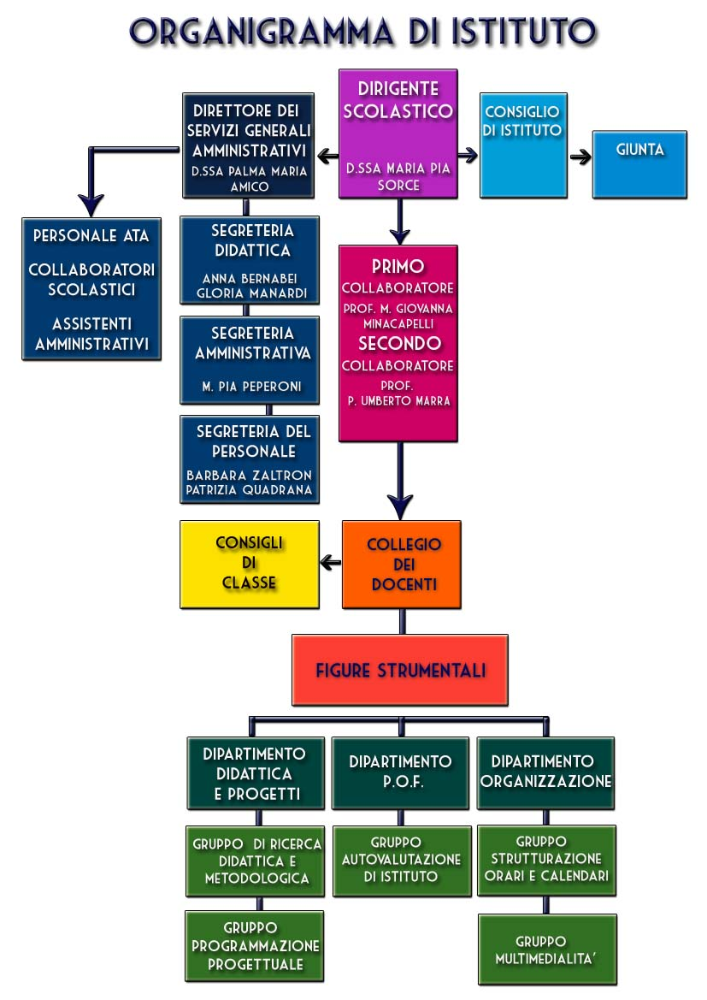 ORGANIGRAMMA DI ISTITUTO
DIRIGENTE
SCOLASTICO
D.SSA MARIA PIA
SORCE
DIRETTORE DEI
SERVIZI GENERALI
AMMINISTRATIVI
D.SSA PALMA MARIA
AMICO
CONSIGLIO
DI ISTITUTO
GIUNTA
PERSONALE ATA
COLLABORATORI
SCOLASTICI
ASSISTENTI
AMMINISTRATIVI
SEGRETERIA
DIDATTICA
ANNA BERNABEI
GLORIA MANARDI
SEGRETERIA
AMMINISTRATIVA
M. PIA PEPERONI
SEGRETERIA DEL
PERSONALE
BARBARA ZALTRON
PATRIZIA QUADRANA
PRIMO
COLLABORATORE
PROF. M. GIOVANNA
MINACAPELLI
SECONDO
COLLABORATORE
PROF.
P. UMBERTO MARRA
CONSIGLI
DI
CLASSE
COLLEGIO
DEI
DOCENTI
FIGURE STRUMENTALI
DIPARTIMENTO
DIDATTICA
E PROGETTI
DIPARTIMENTO
P.O.F.
DIPARTIMENTO
ORGANIZZAZIONE
GRUPPO DI RICERCA
DIDATTICA E
METODOLOGICA
GRUPPO
AUTOVALUTAZIONE
DI ISTITUTO
GRUPPO
STRUTTURAZIONE
ORARI E CALENDARI
GRUPPO
PROGRAMMAZIONE
PROGETTUALE
GRUPPO
MULTIMEDIALITA'